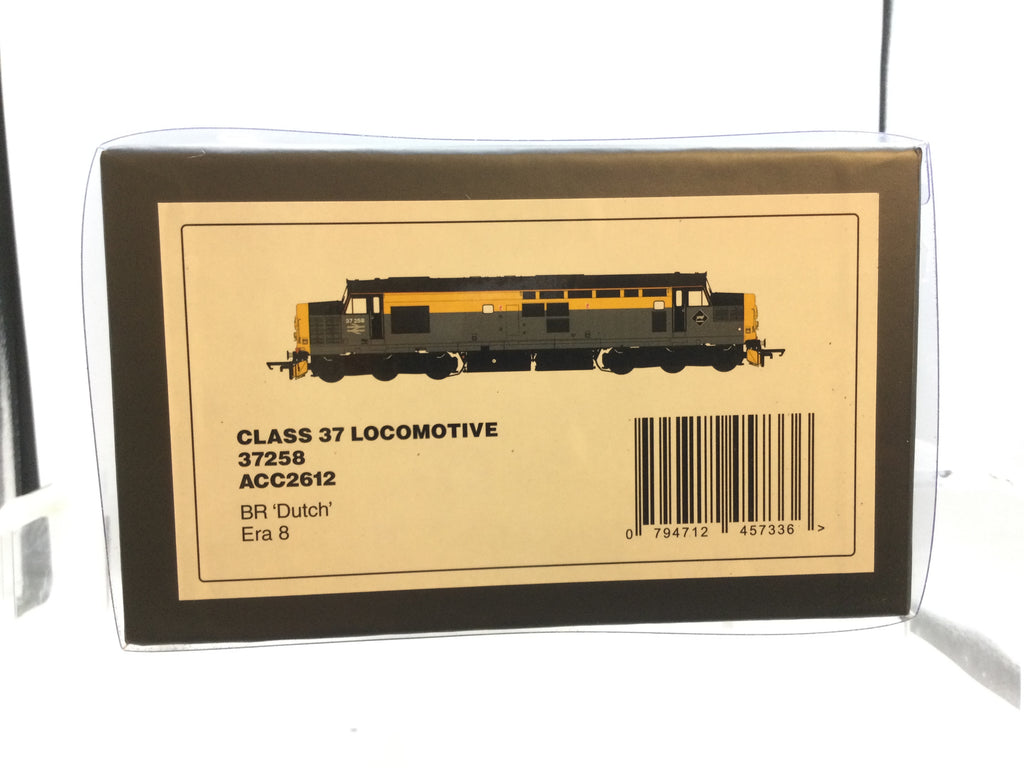 37258
CLASS 37 LOCOMOTIVE
37258
ACC2612
BR ‘Dutch’
Era 8
0 794712 457336 >